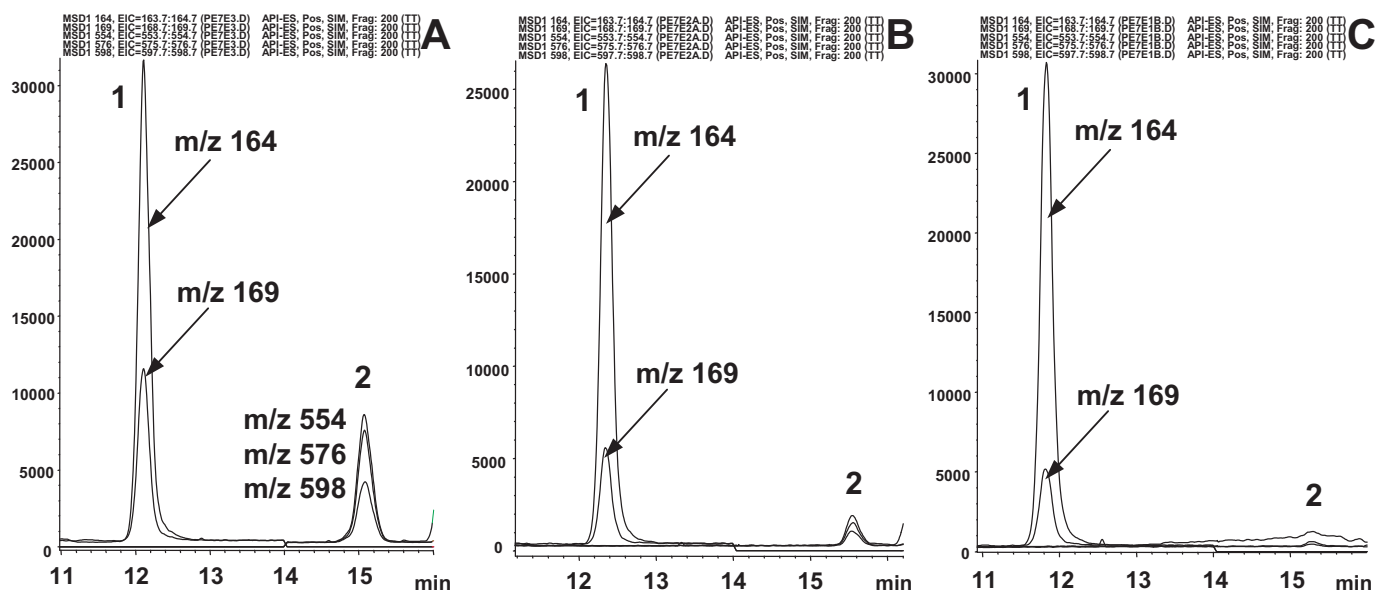 MSD1 164, EIC=163.7:164.7 (PE7E3.D) API-ES, Pos, SIM, Frag: 200 (TT)
MSD1 169, EIC=168.7:169.7 (PE7E3.D) API-ES, Pos, SIM, Frag: 200 (TT)
MSD1 554, EIC=553.7:554.7 (PE7E3.D) API-ES, Pos, SIM, Frag: 200 (TT)
MSD1 576, EIC=575.7:576.7 (PE7E3.D) API-ES, Pos, SIM, Frag: 200 (TT)
MSD1 598, EIC=597.7:598.7 (PE7E3.D) API-ES, Pos, SIM, Frag: 200 (TT)
A
1
m/z 164
m/z 169
2
m/z 554
m/z 576
m/z 598
30000
25000
20000
15000
10000
5000
0
11 12 13 14 15 min
MSD1 164, EIC=163.7:164.7 (PE7E2A.D) API-ES, Pos, SIM, Frag: 200 (TT)
MSD1 169, EIC=168.7:169.7 (PE7E2A.D) API-ES, Pos, SIM, Frag: 200 (TT)
MSD1 554, EIC=553.7:554.7 (PE7E2A.D) API-ES, Pos, SIM, Frag: 200 (TT)
MSD1 576, EIC=575.7:576.7 (PE7E2A.D) API-ES, Pos, SIM, Frag: 200 (TT)
MSD1 598, EIC=597.7:598.7 (PE7E2A.D) API-ES, Pos, SIM, Frag: 200 (TT)
B
1
m/z 164
m/z 169
2
25000
20000
15000
10000
5000
0
12 13 14 15 min
MSD1 164, EIC=163.7:164.7 (PE7E1B.D) API-ES, Pos, SIM, Frag: 200 (TT)
MSD1 169, EIC=168.7:169.7 (PE7E1B.D) API-ES, Pos, SIM, Frag: 200 (TT)
MSD1 554, EIC=553.7:554.7 (PE7E1B.D) API-ES, Pos, SIM, Frag: 200 (TT)
MSD1 576, EIC=575.7:576.7 (PE7E1B.D) API-ES, Pos, SIM, Frag: 200 (TT)
MSD1 598, EIC=597.7:598.7 (PE7E1B.D) API-ES, Pos, SIM, Frag: 200 (TT)
C
1
m/z 164
m/z 169
2
30000
25000
20000
15000
10000
5000
0
11 12 13 14 15 min